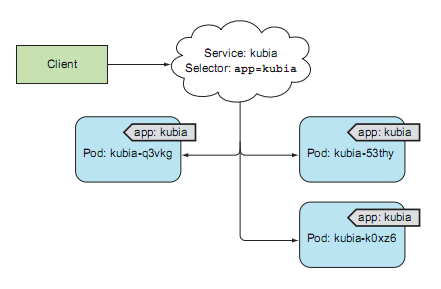 Client
Service: kubia
Selector: app=kubia
app: kubia
Pod: kubia-q3vkg
app: kubia
Pod: kubia-53thy
app: kubia
Pod: kubia-k0xz6